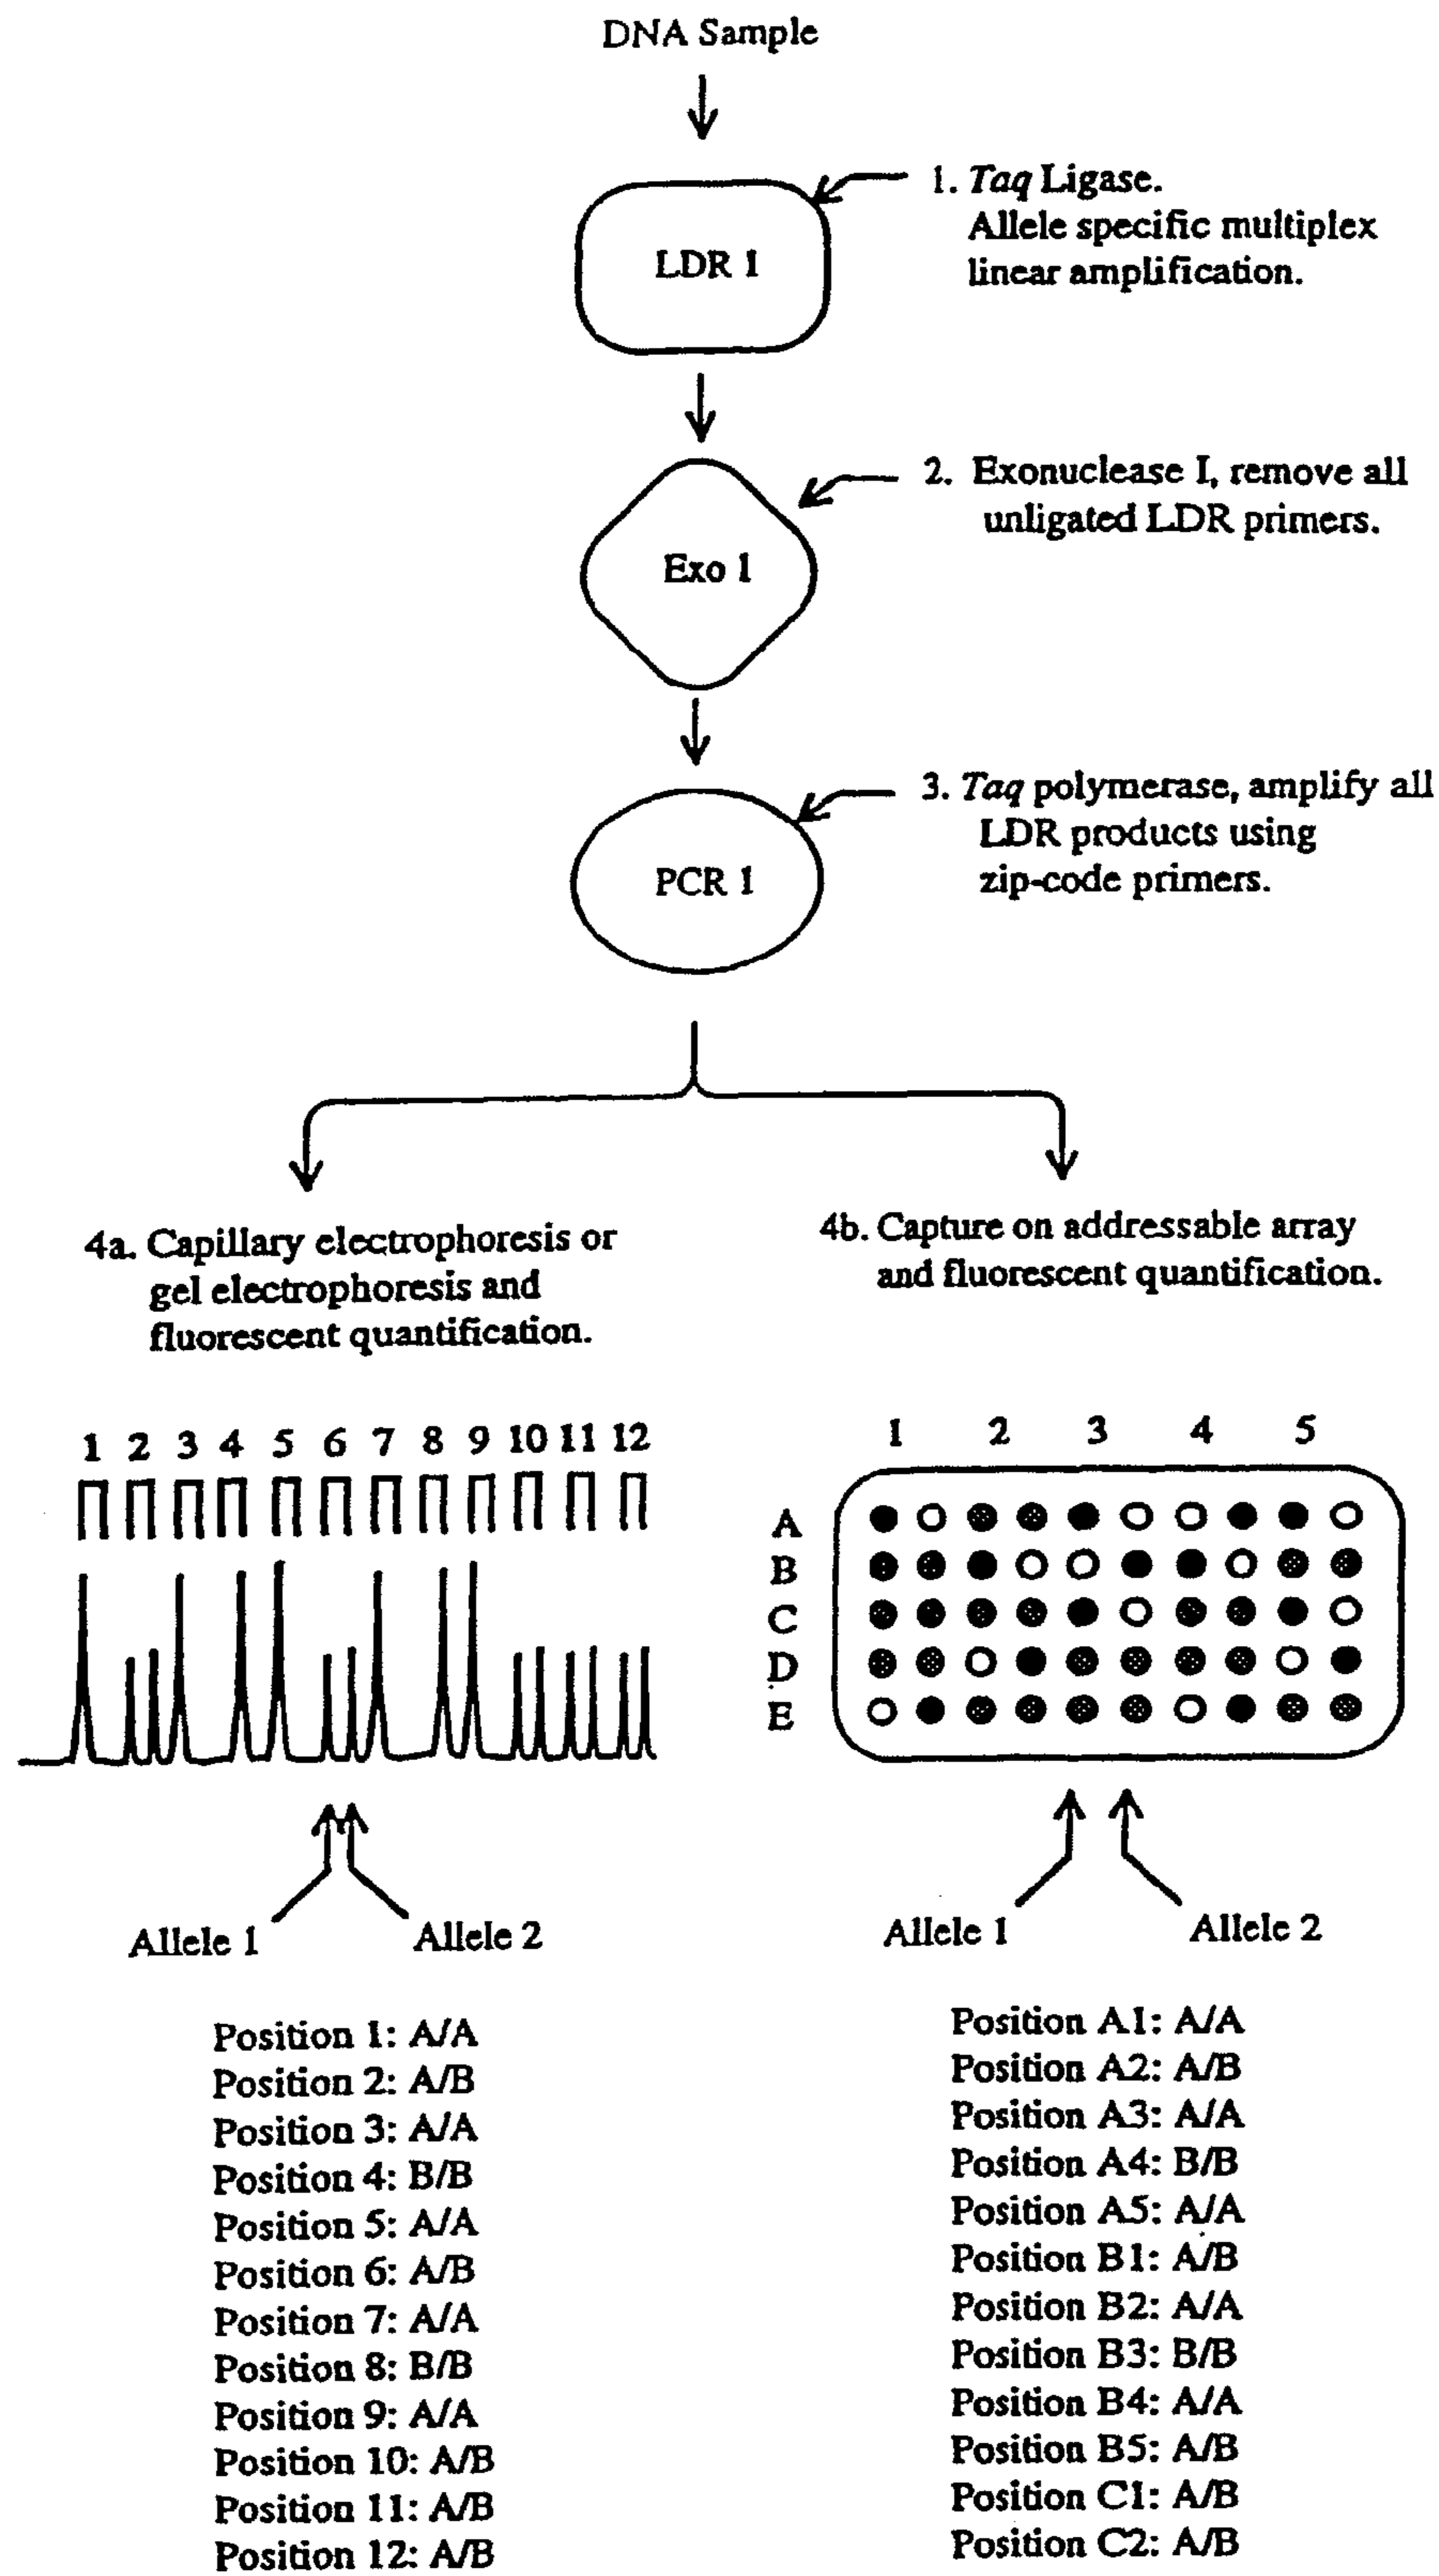 DNA Sample
1. Taq Ligase.
Allele specific multiplex
linear amplification.
LDR 1
2. Exonuclease I, remove all
unligated LDR primers.
Exo 1
3. Taq polymerase, amplify all
LDR products using
zip-code primers.
PCR 1
4a. Capillary electrophoresis or
gel electrophoresis and
fluorescent quantification.
1 2 3 4 5 6 7 8 9 10 11 12
Allele 1 Allele 2
Position 1: A/A
Position 2: A/B
Position 3: A/A
Position 4: B/B
Position 5: A/A
Position 6: A/B
Position 7: A/A
Position 8: B/B
Position 9: A/A
Position 10: A/B
Position 11: A/B
Position 12: A/B
4b. Capture on addressable array
and fluorescent quantification.
1 2 3 4 5
A
B
C
D
E
Allele 1 Allele 2
Position A1: A/A
Position A2: A/B
Position A3: A/A
Position A4: B/B
Position A5: A/A
Position B1: A/B
Position B2: A/A
Position B3: B/B
Position B4: A/A
Position B5: A/B
Position C1: A/B
Position C2: A/B